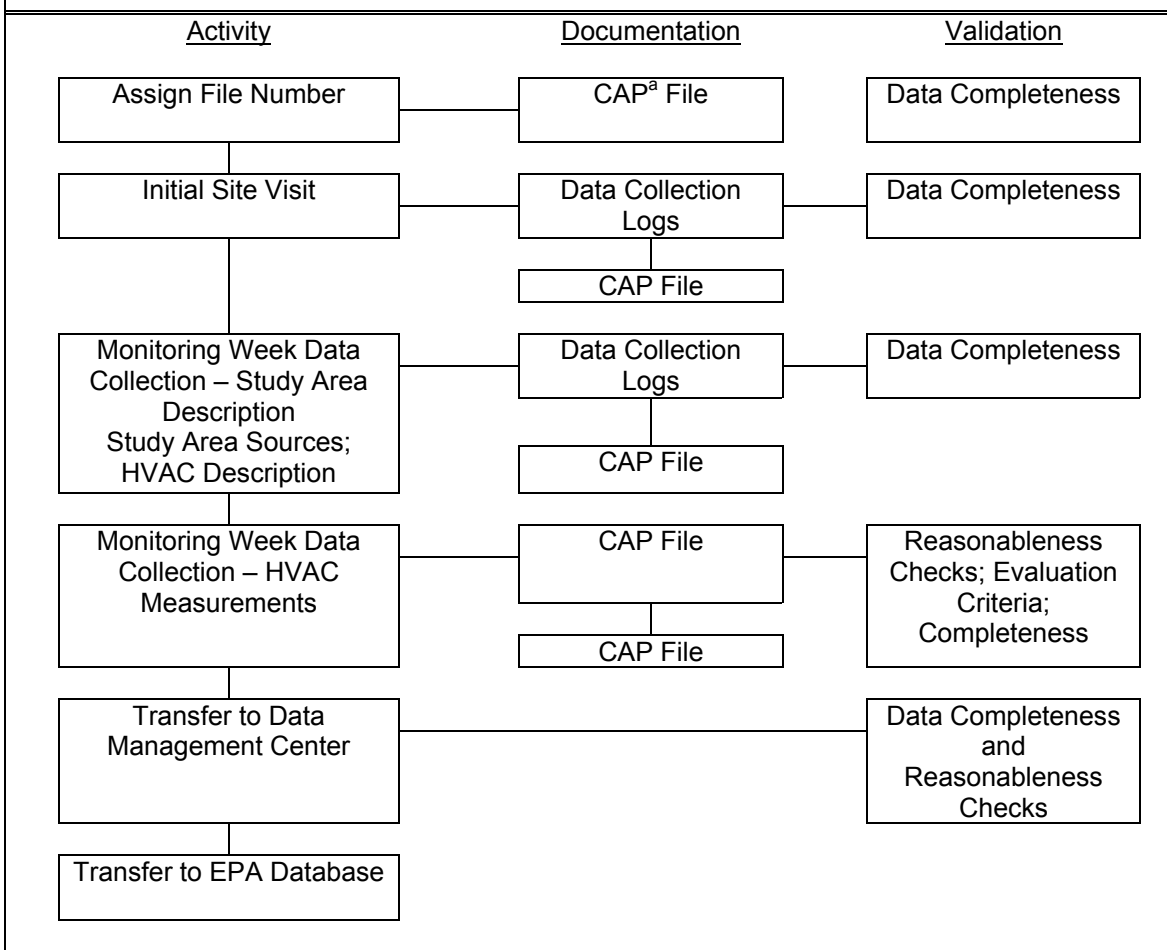 Activity
Documentation
Validation
Assign File Number
CAPa File
Data Completeness
Initial Site Visit
Data Collection
Logs
Data Completeness
CAP File
Monitoring Week Data
Collection – Study Area
Description
Study Area Sources;
HVAC Description
Data Collection
Logs
Data Completeness
CAP File
Monitoring Week Data
Collection – HVAC
Measurements
CAP File
Reasonableness
Checks; Evaluation
Criteria;
Completeness
CAP File
Transfer to Data
Management Center
Data Completeness
and
Reasonableness
Checks
Transfer to EPA Database